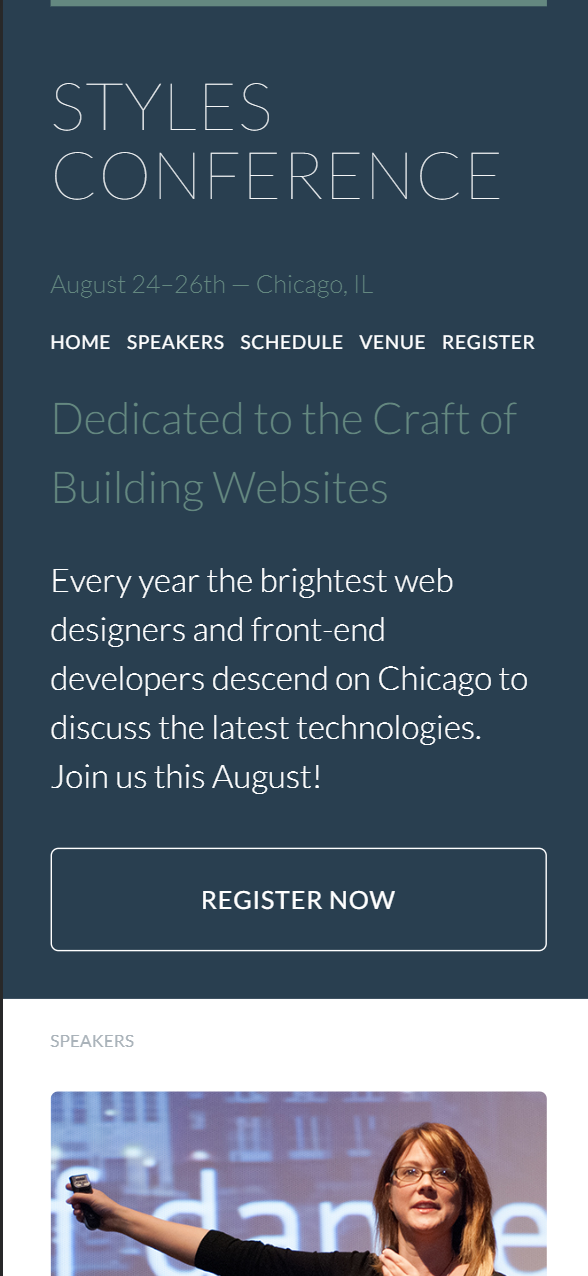 STYLES
CONFERENCE
August 24–26th — Chicago, IL
HOME SPEAKERS SCHEDULE VENUE REGISTER
Dedicated to the Craft of
Building Websites
Every year the brightest web
designers and front-end
developers descend on Chicago to
discuss the latest technologies.
Join us this August!
REGISTER NOW
SPEAKERS